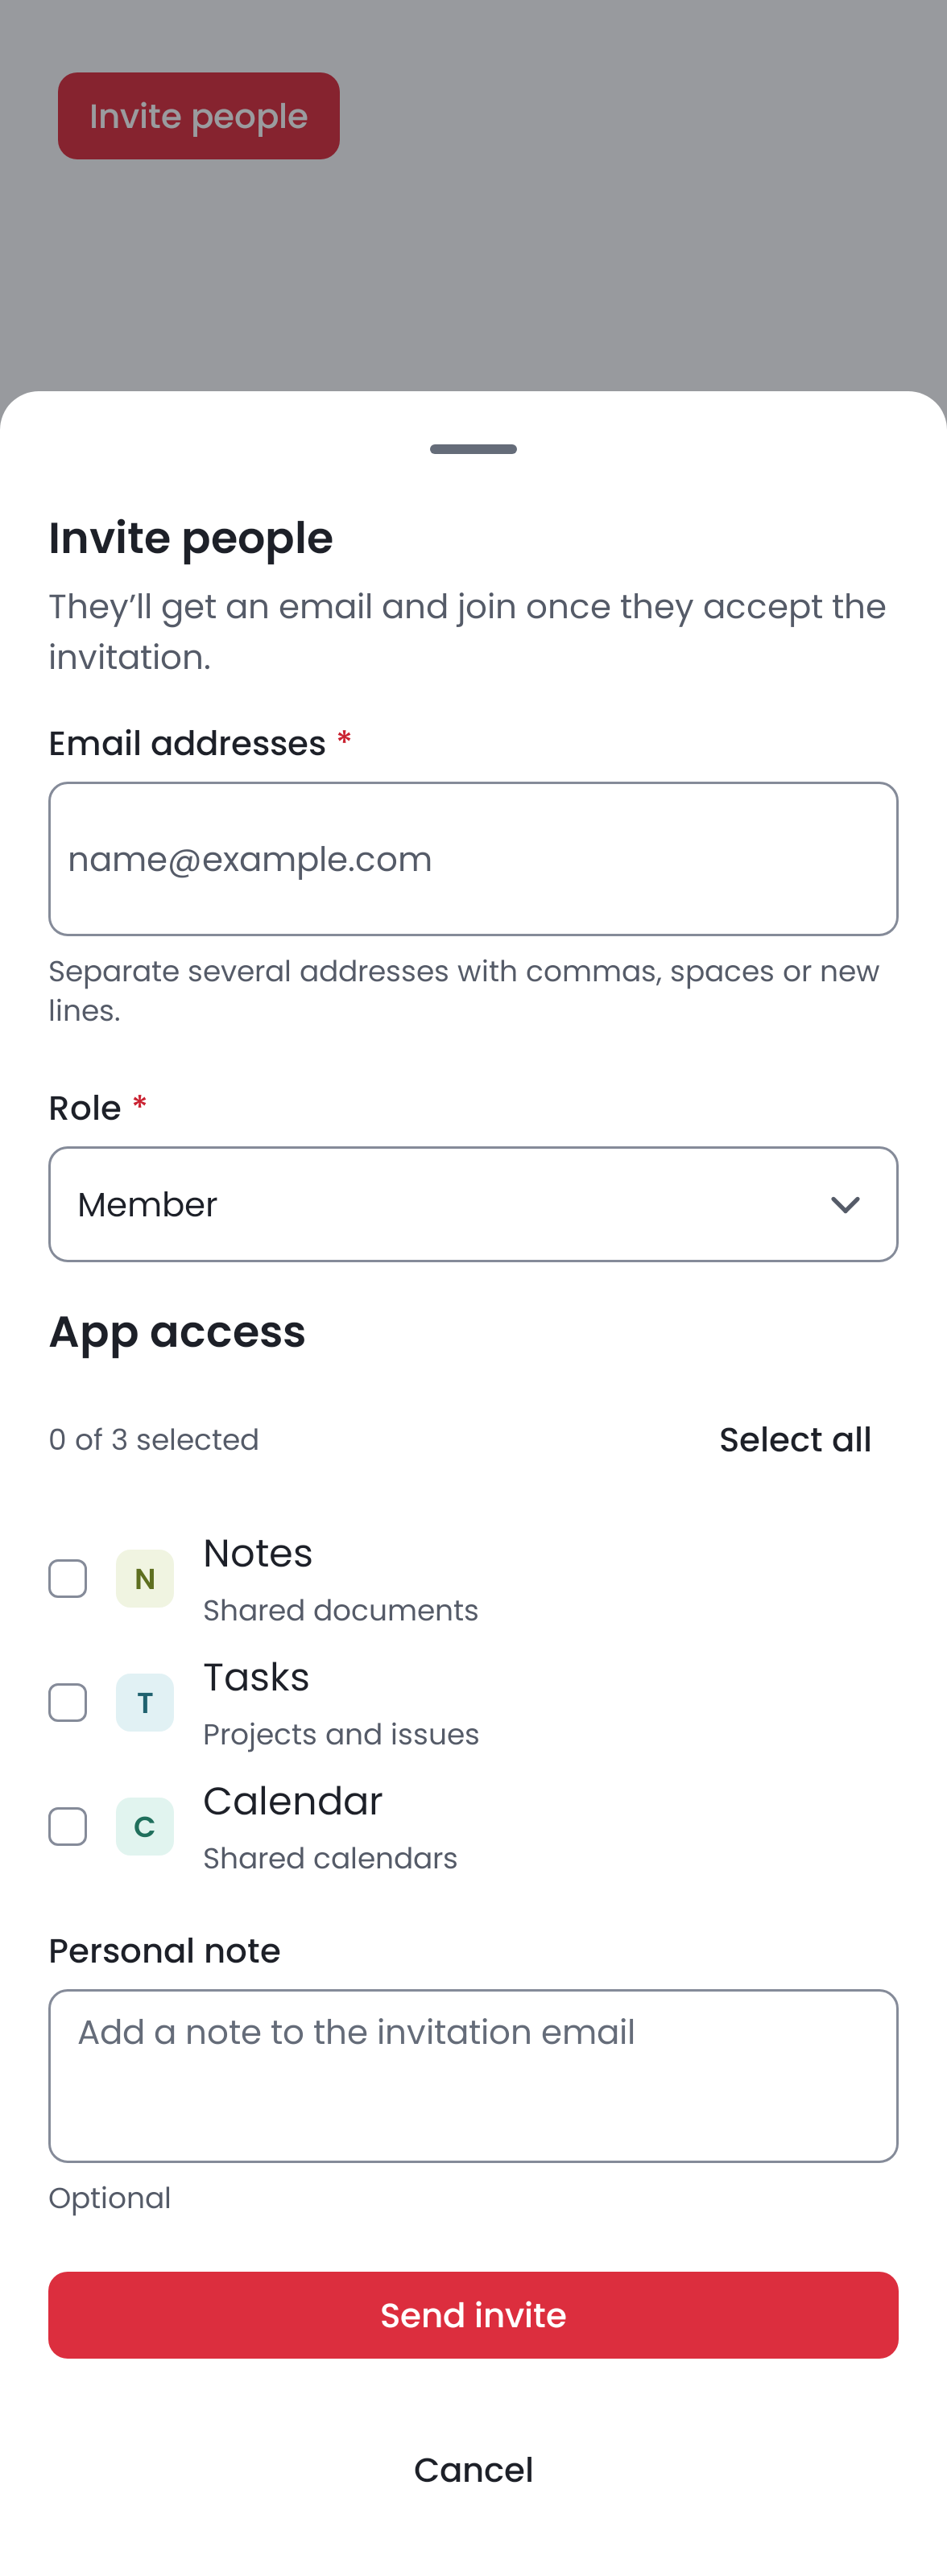 Invite people
Invite people
They’ll get an email and join once they accept the
invitation.
Email addresses *
name@example.com
Separate several addresses with commas, spaces or new
lines.
Role *
Member
App access
0 of 3 selected
Select all
N
Notes
Shared documents
T
Tasks
Projects and issues
C
Calendar
Shared calendars
Personal note
Add a note to the invitation email
Optional
Send invite
Cancel